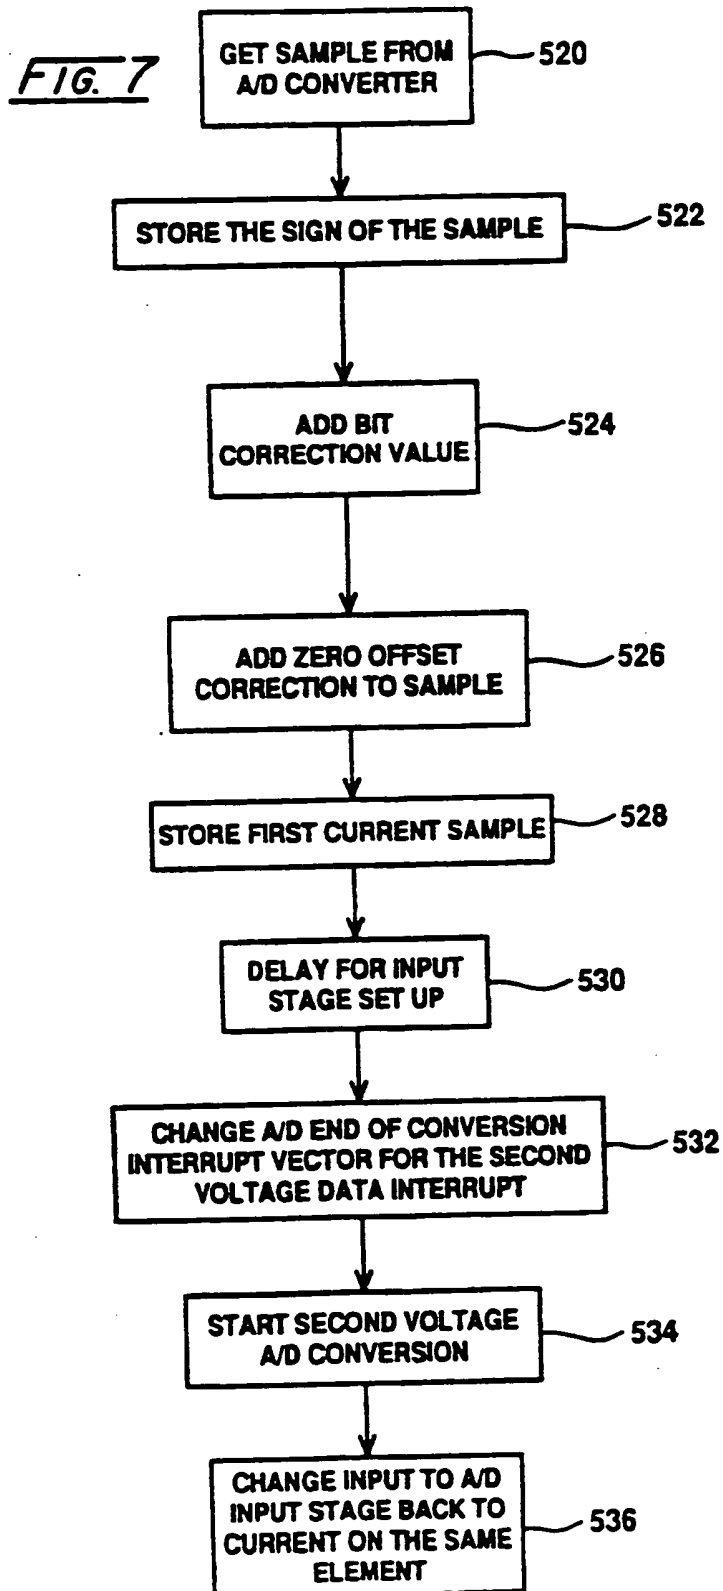 FIG. 7
GET SAMPLE FROM
A/D CONVERTER
520
STORE THE SIGN OF THE SAMPLE
522
ADD BIT
CORRECTION VALUE
524
ADD ZERO OFFSET
CORRECTION TO SAMPLE
526
STORE FIRST CURRENT SAMPLE
528
DELAY FOR INPUT
STAGE SET UP
530
CHANGE A/D END OF CONVERSION
INTERRUPT VECTOR FOR THE SECOND
VOLTAGE DATA INTERRUPT
532
START SECOND VOLTAGE
A/D CONVERSION
534
CHANGE INPUT TO A/D
INPUT STAGE BACK TO
CURRENT ON THE SAME
ELEMENT
536